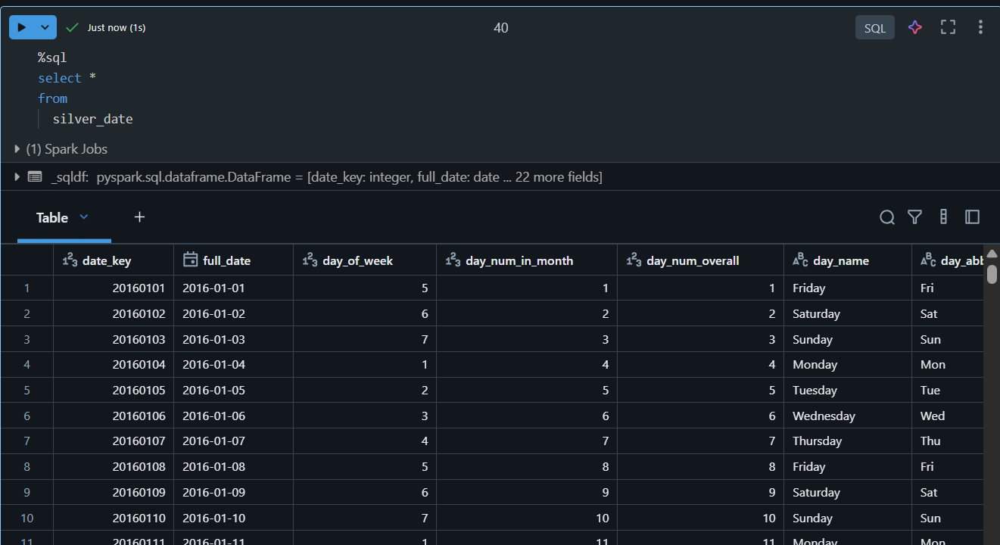 Just now (1s) 40 SQL
%sql
select *
from
silver_date
(1) Spark Jobs
_sqldf: pyspark.sql.dataframe.DataFrame = [date_key: integer, full_date: date ... 22 more fields]
Table +
123 date_key full_date 123 day_of_week 123 day_num_in_month 123 day_num_overall ABC day_name ABC day_abb
1 20160101 2016-01-01 5 1 1 Friday Fri
2 20160102 2016-01-02 6 2 2 Saturday Sat
3 20160103 2016-01-03 7 3 3 Sunday Sun
4 20160104 2016-01-04 1 4 4 Monday Mon
5 20160105 2016-01-05 2 5 5 Tuesday Tue
6 20160106 2016-01-06 3 6 6 Wednesday Wed
7 20160107 2016-01-07 4 7 7 Thursday Thu
8 20160108 2016-01-08 5 8 8 Friday Fri
9 20160109 2016-01-09 6 9 9 Saturday Sat
10 20160110 2016-01-10 7 10 10 Sunday Sun
11 20160111 2016-01-11 1 11 11 Monday Mon